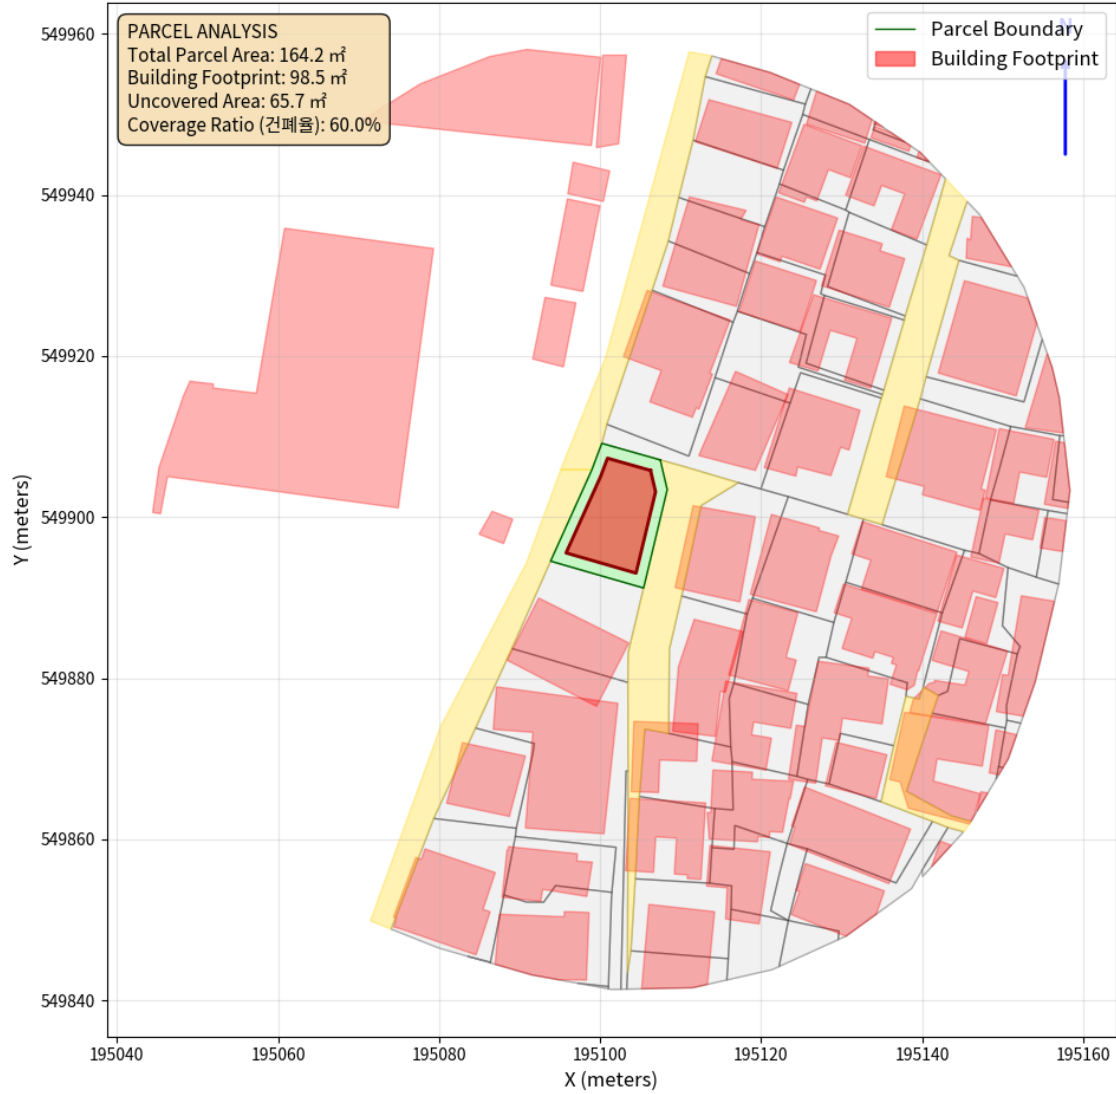 PARCEL ANALYSIS
Total Parcel Area: 164.2 ㎡
Building Footprint: 98.5 ㎡
Uncovered Area: 65.7 ㎡
Coverage Ratio (건폐율): 60.0%
Parcel Boundary
Building Footprint
N
549960
549940
549920
549900
549880
549860
549840
Y (meters)
195040
195060
195080
195100
195120
195140
195160
X (meters)